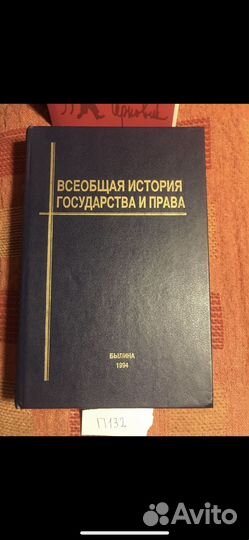 ВСЕОБЩАЯ ИСТОРИЯ
ГОСУДАРСТВА И ПРАВА
БЫЛИНА
1994
П132
Avito